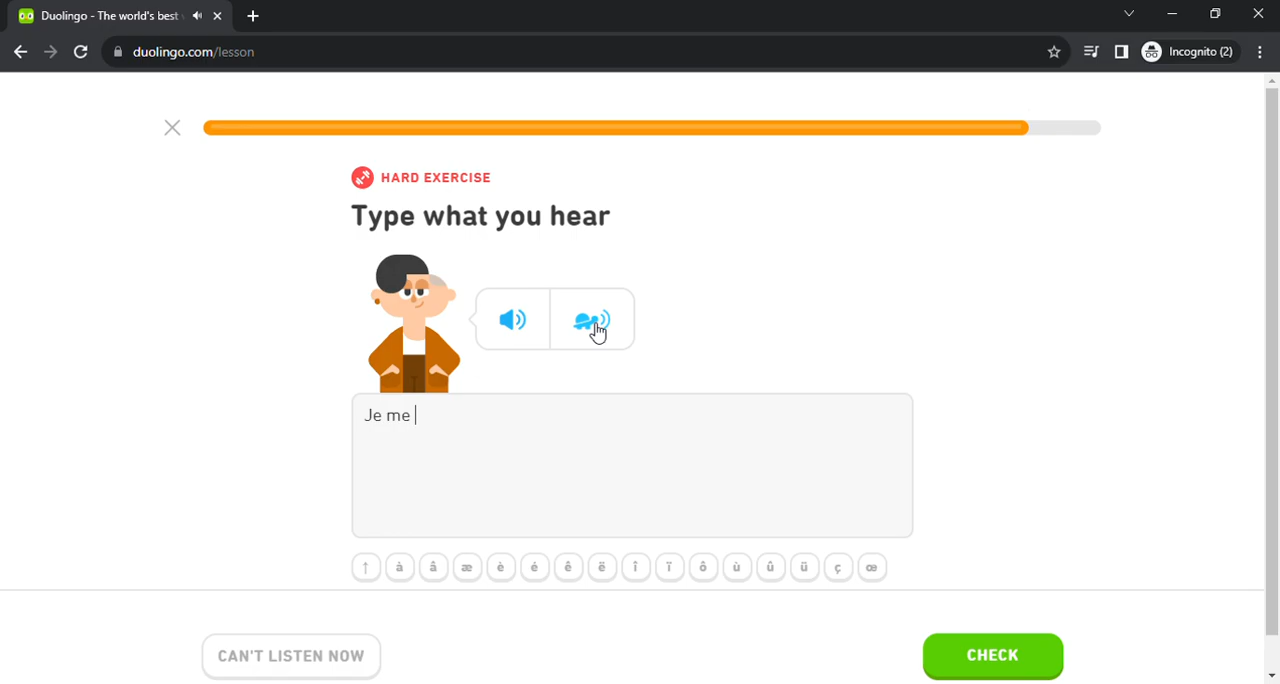 Duolingo - The world's best
duolingo.com/lesson
Incognito (2)
HARD EXERCISE
Type what you hear
Je me
↑ à â æ è é ê ë î ï ô ù û ü ç œ
CAN'T LISTEN NOW
CHECK